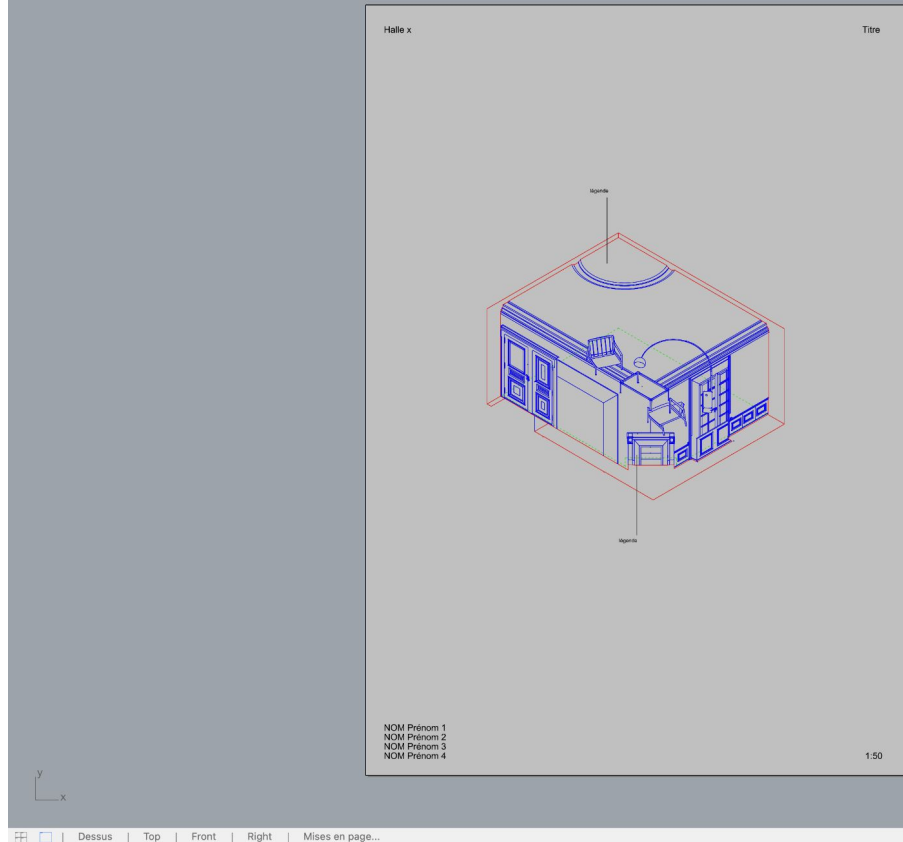 Halle x
Titre
légende
légende
NOM Prénom 1
NOM Prénom 2
NOM Prénom 3
NOM Prénom 4
1:50
y
x
Dessus | Top | Front | Right | Mises en page...